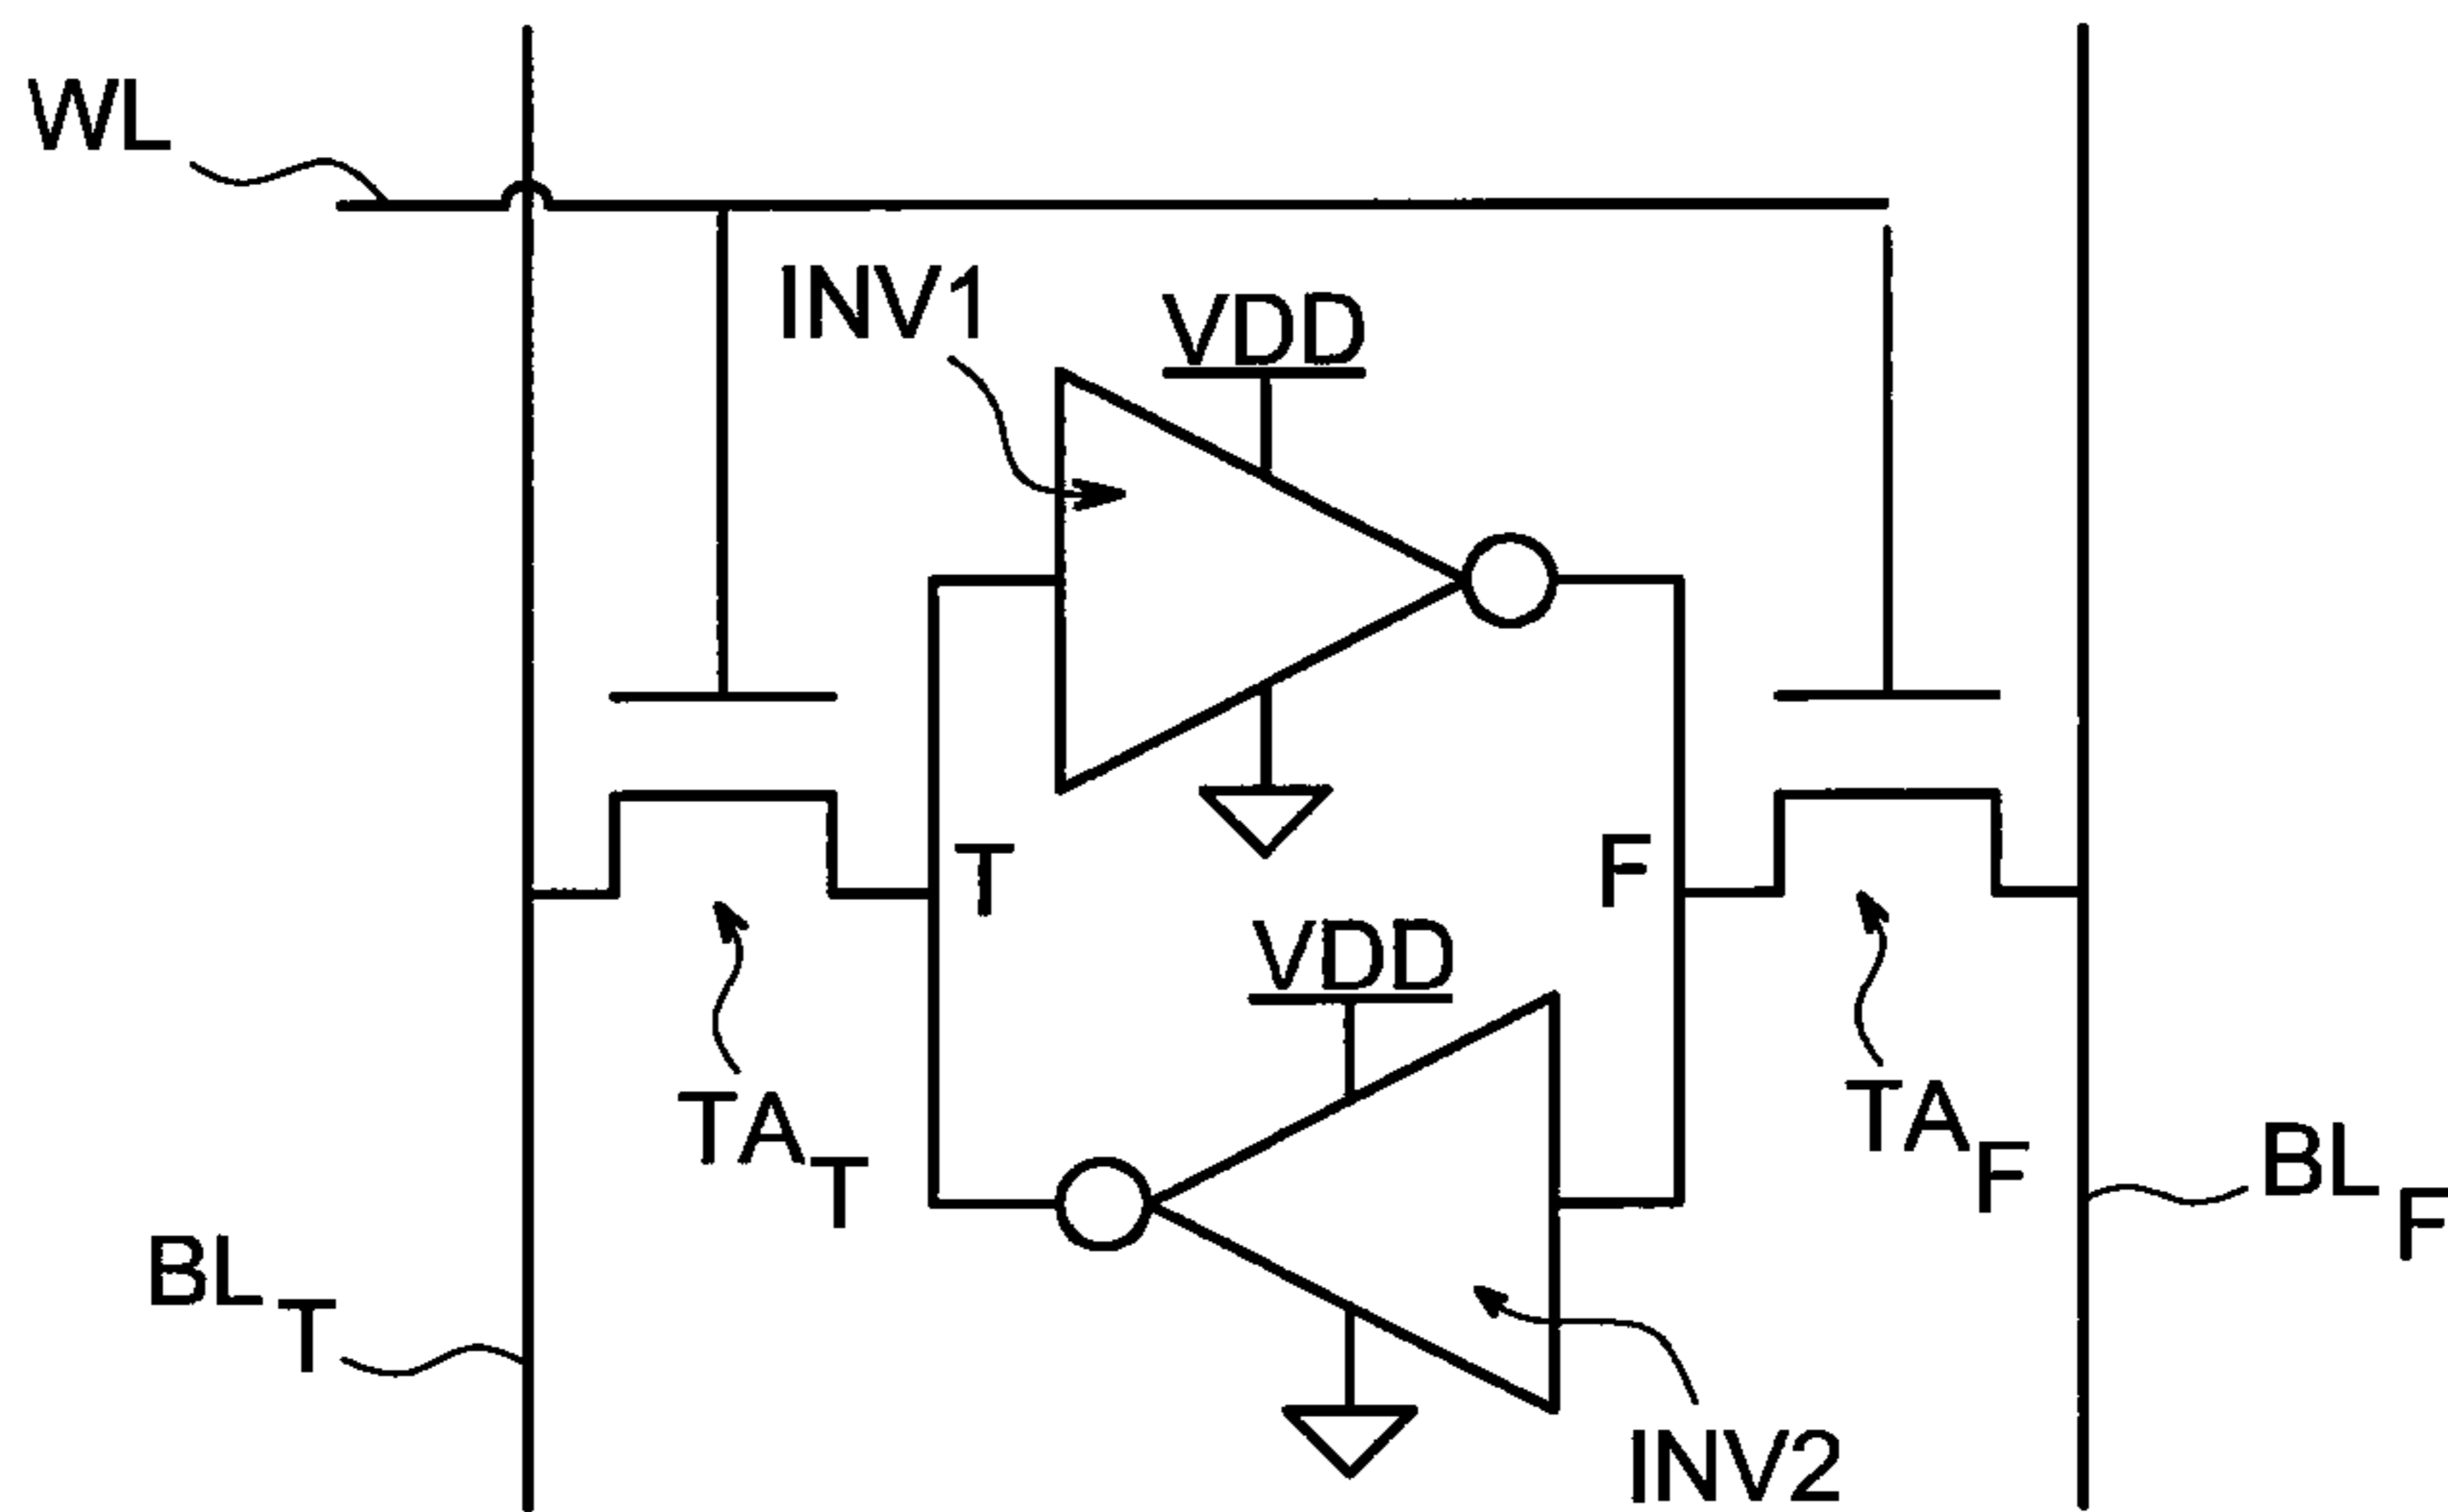 WL
INV1
VDD
T
F
VDD
TA T
TA F
BL F
BL T
INV2